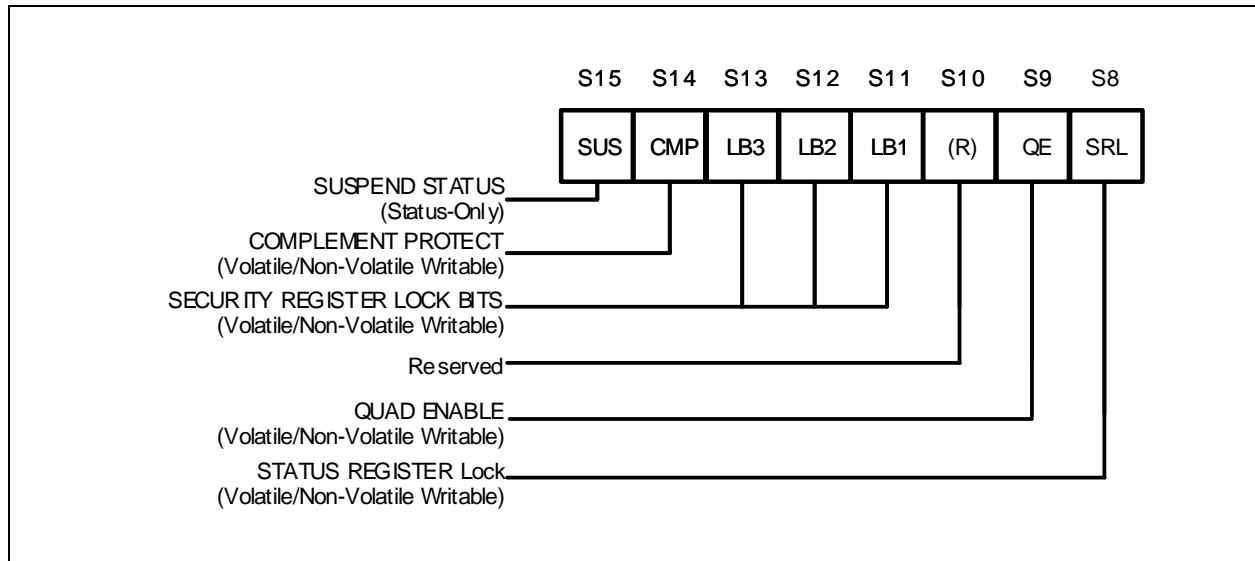 S15 S14 S13 S12 S11 S10 S9 S8
SUS CMP LB3 LB2 LB1 (R) QE SRL
SUSPEND STATUS
(Status-Only)
COMPLEMENT PROTECT
(Volatile/Non-Volatile Writable)
SECURITY REGISTER LOCK BITS
(Volatile/Non-Volatile Writable)
Reserved
QUAD ENABLE
(Volatile/Non-Volatile Writable)
STATUS REGISTER Lock
(Volatile/Non-Volatile Writable)